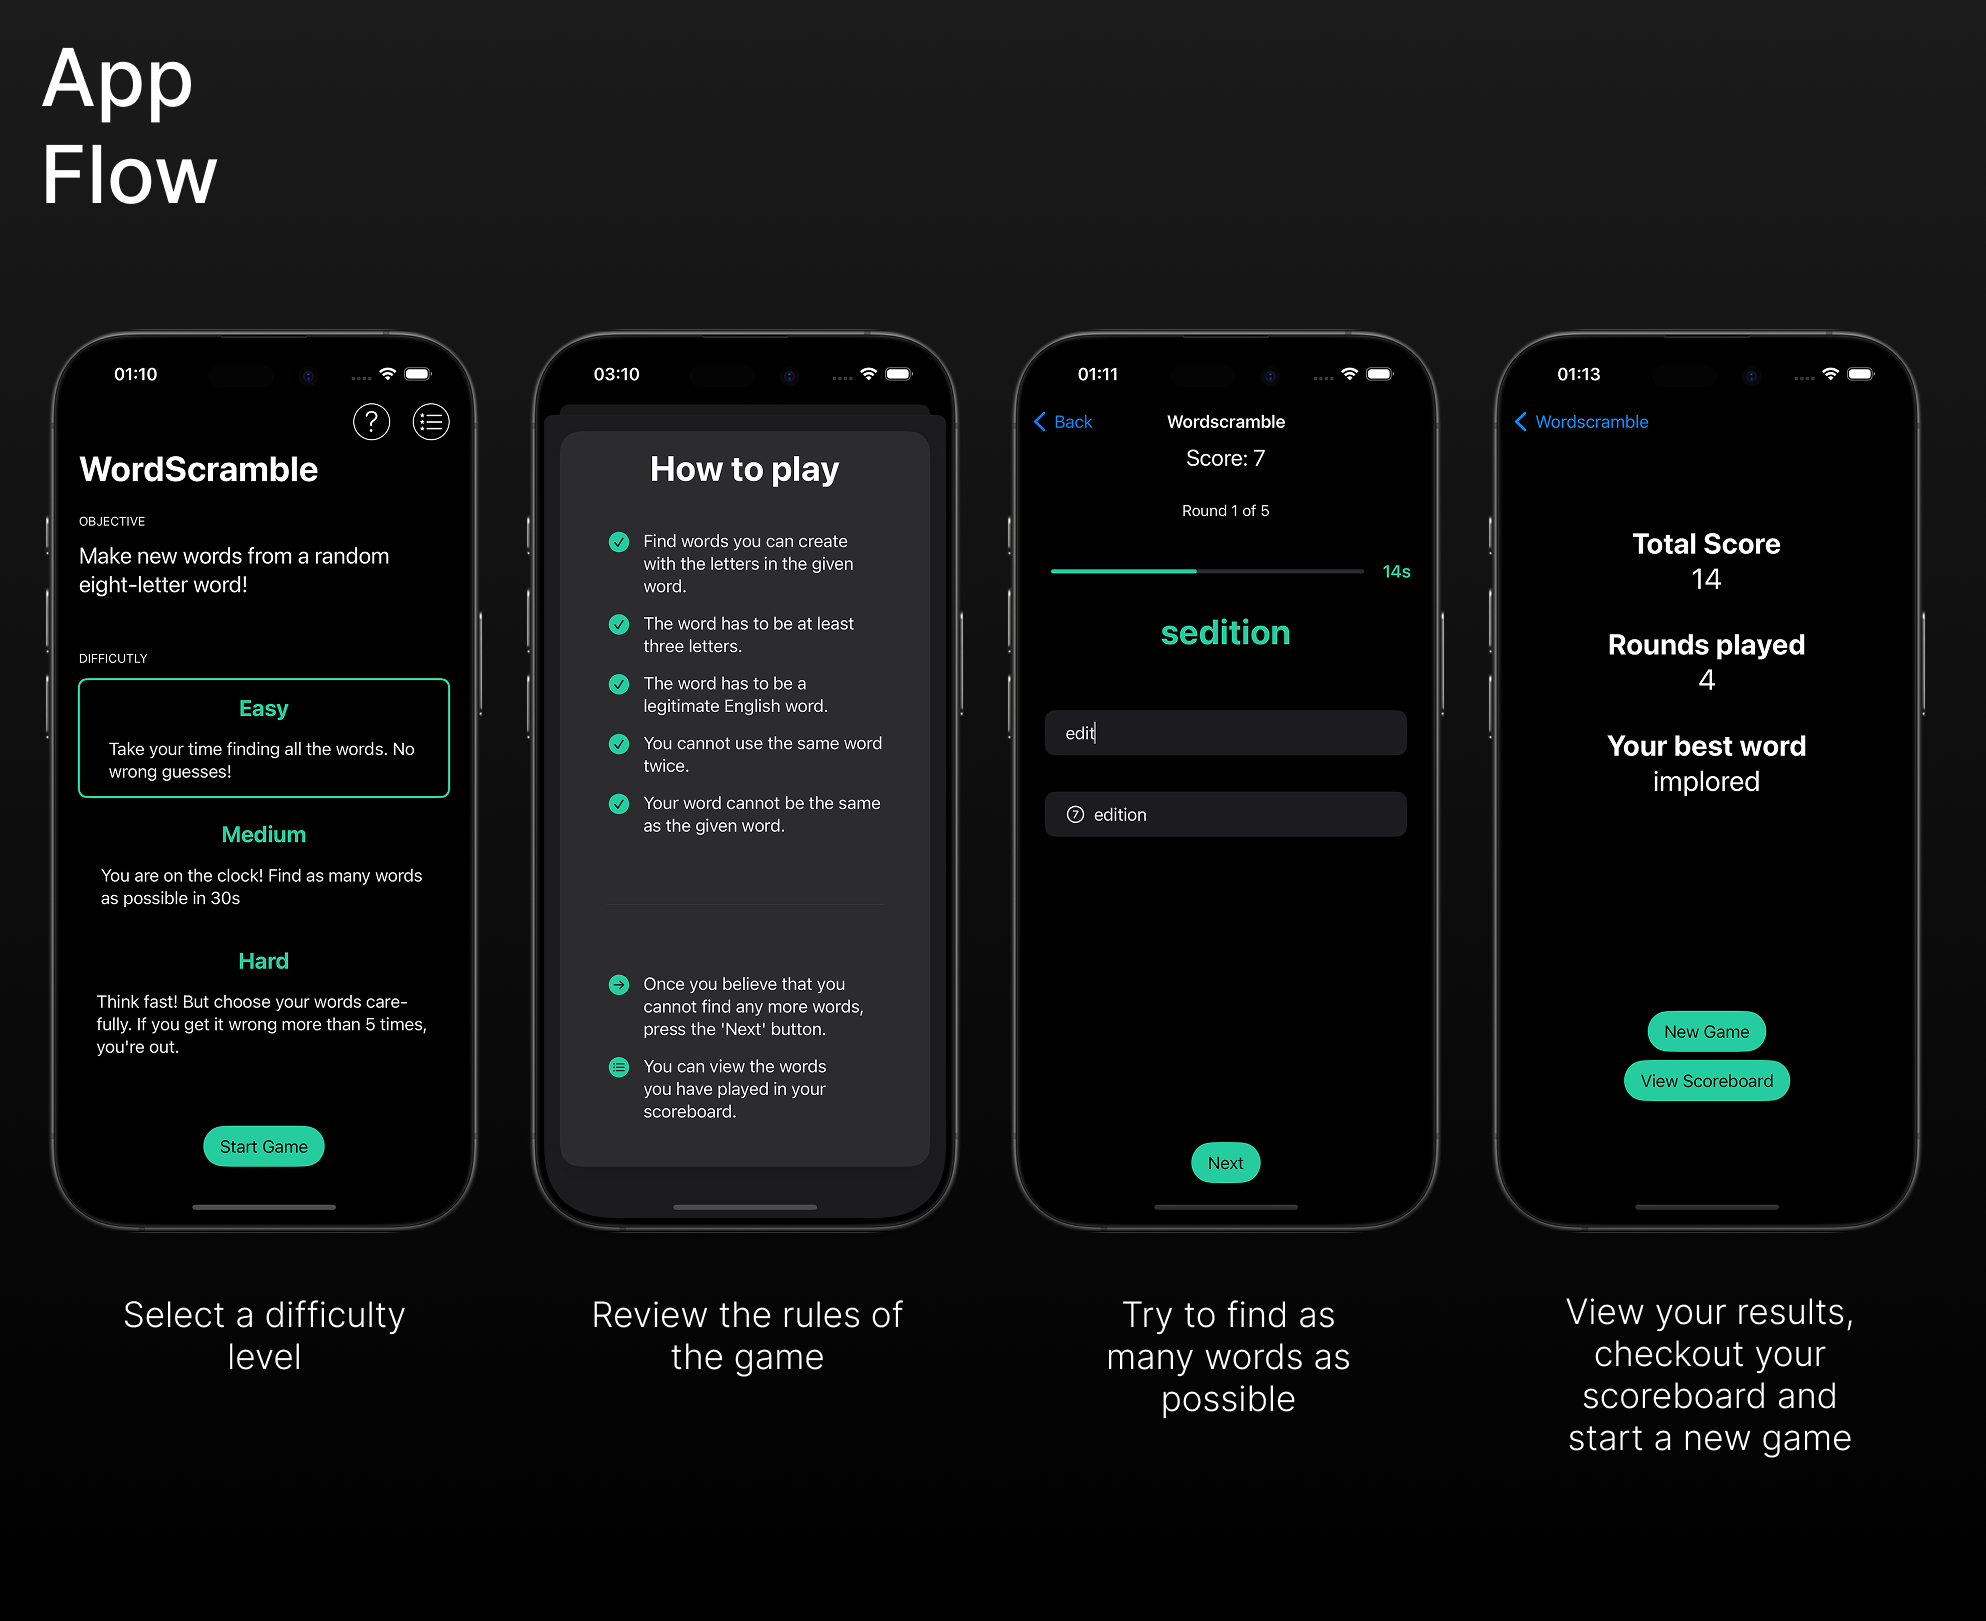 App
Flow
01:10
WordScramble
OBJECTIVE
Make new words from a random
eight-letter word!
DIFFICUTLY
Easy
Take your time finding all the words. No
wrong guesses!
Medium
You are on the clock! Find as many words
as possible in 30s
Hard
Think fast! But choose your words care-
fully. If you get it wrong more than 5 times,
you're out.
Start Game
Select a difficulty
level
03:10
How to play
Find words you can create
with the letters in the given
word.
The word has to be at least
three letters.
The word has to be a
legitimate English word.
You cannot use the same word
twice.
Your word cannot be the same
as the given word.
Once you believe that you
cannot find any more words,
press the 'Next' button.
You can view the words
you have played in your
scoreboard.
Review the rules of
the game
01:11
Back
Wordscramble
Score: 7
Round 1 of 5
14s
sedition
edit
7 edition
Next
Try to find as
many words as
possible
01:13
Wordscramble
Total Score
14
Rounds played
4
Your best word
implored
New Game
View Scoreboard
View your results,
checkout your
scoreboard and
start a new game